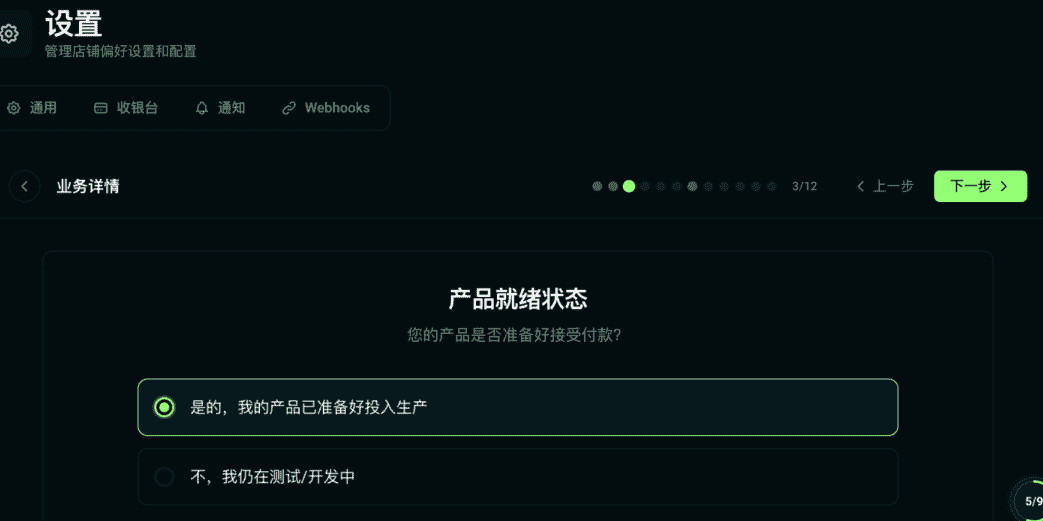 设置
管理店铺偏好设置和配置
通用 收银台 通知 Webhooks
业务详情 3/12 上一步 下一步
产品就绪状态
您的产品是否准备好接受付款?
是的，我的产品已准备好投入生产
不，我仍在测试/开发中
5/9